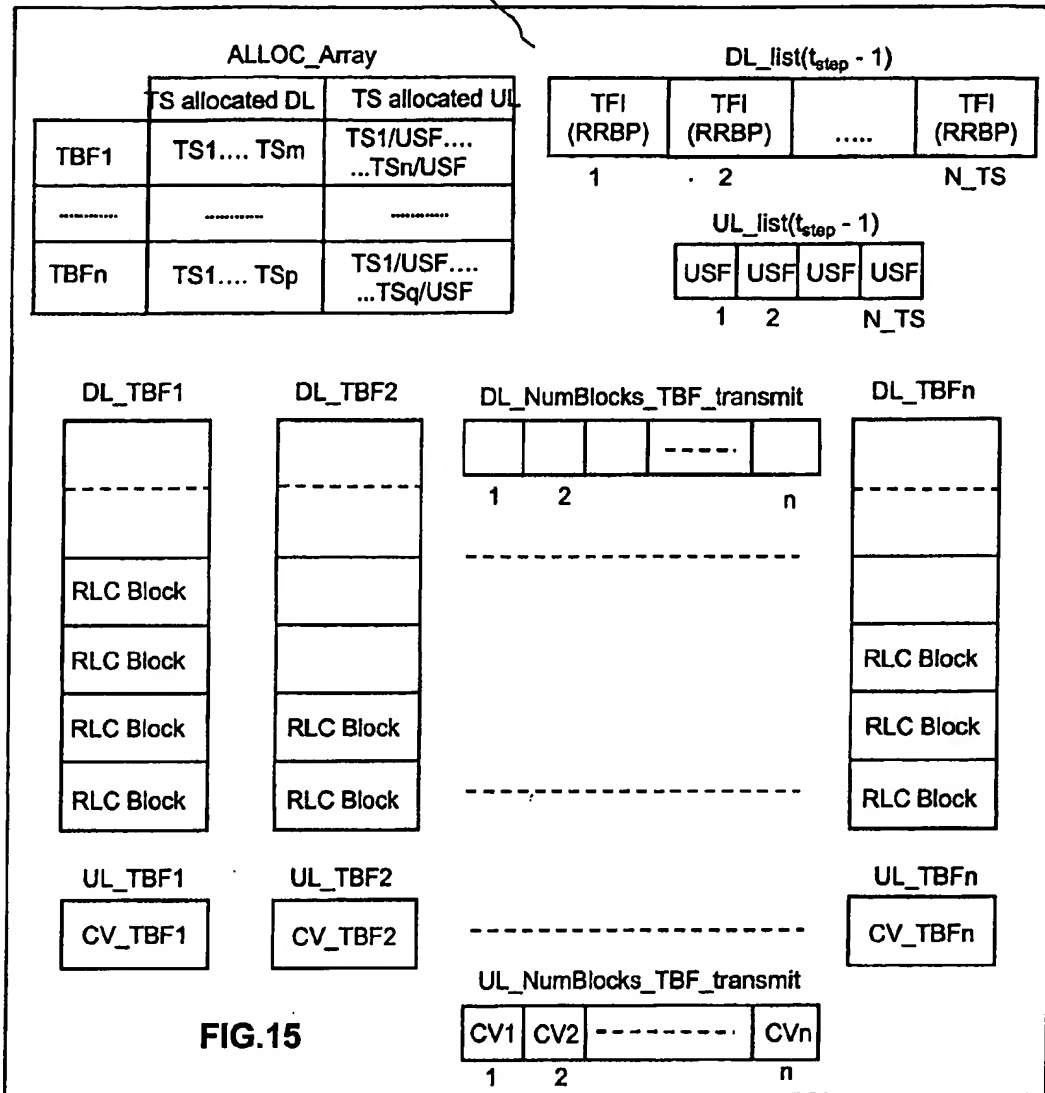 ALLOC_Array
TS allocated DL TS allocated UL
TBF1 TS1.... TSm TS1/USF....
...TSn/USF
............ ............ ............
TBFn TS1.... TSp TS1/USF....
...TSq/USF
DL_list(tstep - 1)
TFI (RRBP) TFI (RRBP) ..... TFI (RRBP)
1 2 N_TS
UL_list(tstep - 1)
USF USF USF USF
1 2 N_TS
DL_TBF1 DL_TBF2 DL_NumBlocks_TBF_transmit DL_TBFn
1 2 n
RLC Block
RLC Block RLC Block
RLC Block RLC Block RLC Block
RLC Block RLC Block RLC Block
UL_TBF1 UL_TBF2 UL_TBFn
CV_TBF1 CV_TBF2 CV_TBFn
UL_NumBlocks_TBF_transmit
CV1 CV2 CVn
1 2 n
FIG.15